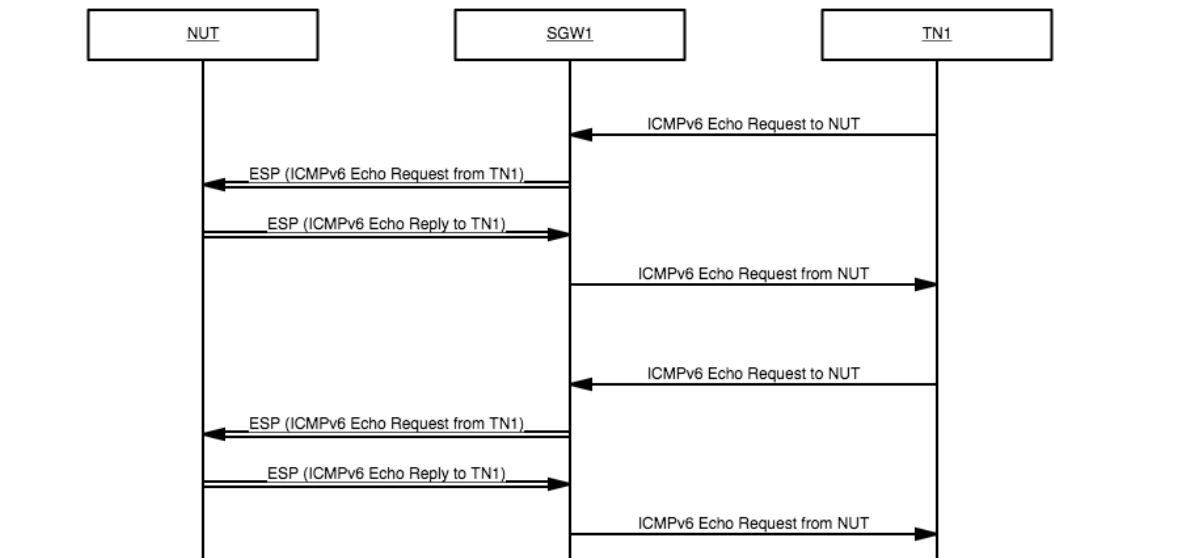 NUT
SGW1
TN1
ICMPv6 Echo Request to NUT
ESP (ICMPv6 Echo Request from TN1)
ESP (ICMPv6 Echo Reply to TN1)
ICMPv6 Echo Request from NUT
ICMPv6 Echo Request to NUT
ESP (ICMPv6 Echo Request from TN1)
ESP (ICMPv6 Echo Reply to TN1)
ICMPv6 Echo Request from NUT